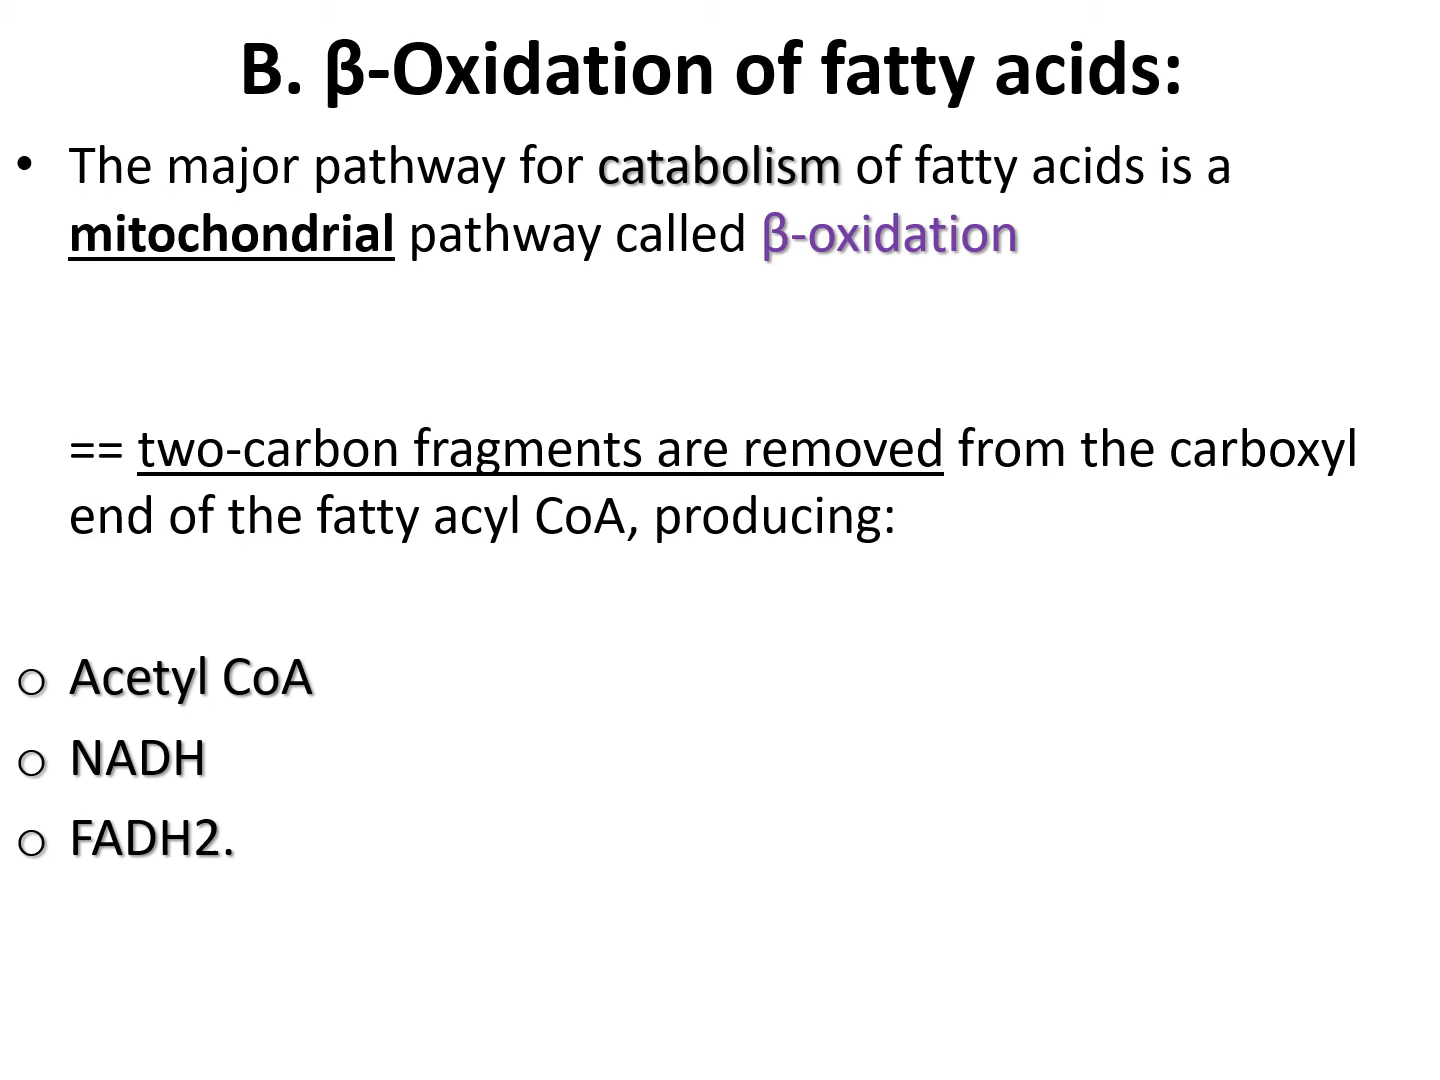 B. β-Oxidation of fatty acids:
• The major pathway for catabolism of fatty acids is a
mitochondrial pathway called β-oxidation
== two-carbon fragments are removed from the carboxyl
end of the fatty acyl CoA, producing:
o Acetyl CoA
o NADH
o FADH2.